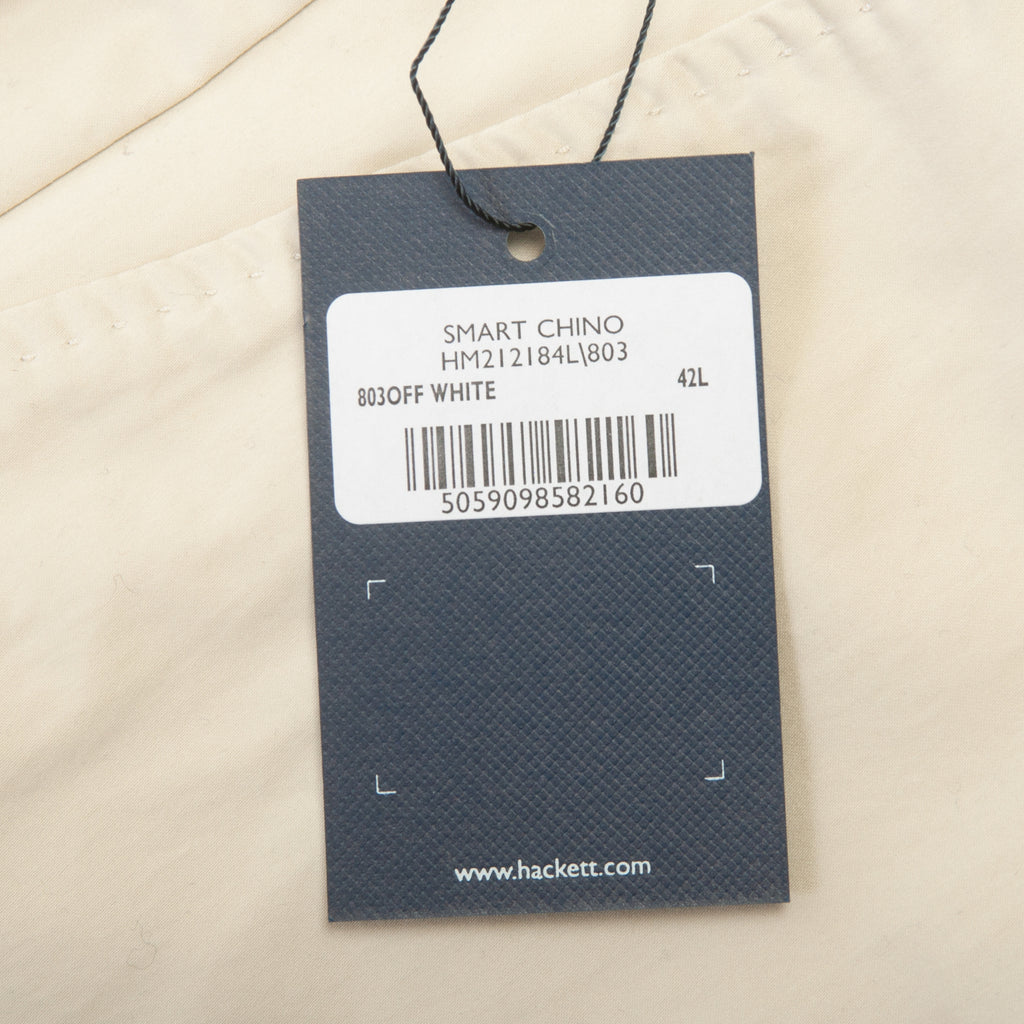 SMART CHINO
HM212184L\803
803OFF WHITE 42L
5059098582160
www.hackett.com